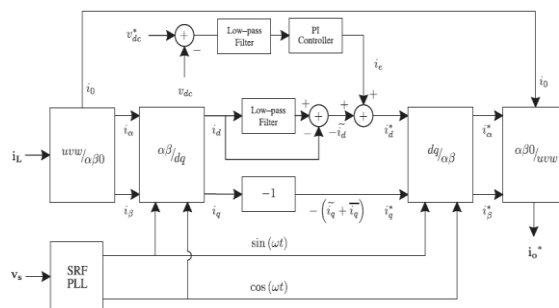 v*dc
+
−
Low–pass Filter
PI Controller
vdc
i0
ie
i0
iL
uvw/αβ0
iα
iβ
αβ/dq
id
Low–pass Filter
+
−
−ĩd
+
+
i*d
iq
−1
−(ĩq + īq)
i*q
dq/αβ
i*α
i*β
αβ0/uvw
io*
vs
SRF PLL
sin (ωt)
cos (ωt)